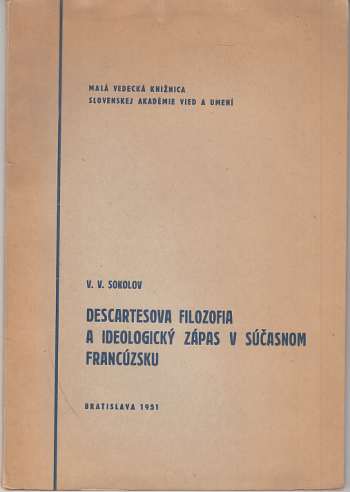 MALÁ VEDECKÁ KNIŽNICA
SLOVENSKEJ AKADÉMIE VIED A UMENÍ
V. V. SOKOLOV
DESCARTESOVA FILOZOFIA
A IDEOLOGICKÝ ZÁPAS V SÚČASNOM
FRANCÚZSKU
BRATISLAVA 1951